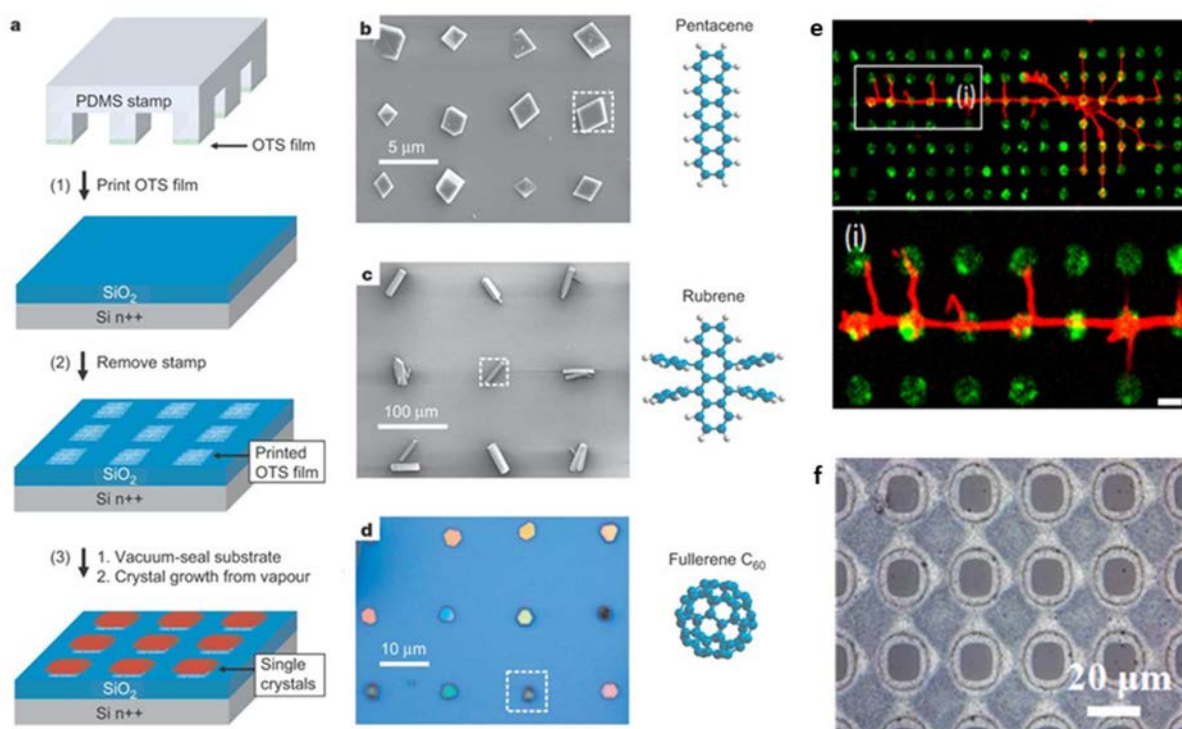 a
PDMS stamp
OTS film
(1) Print OTS film
SiO₂
Si n++
(2) Remove stamp
Printed
OTS film
SiO₂
Si n++
(3) 1. Vacuum-seal substrate
2. Crystal growth from vapour
Single
crystals
SiO₂
Si n++
b
5 μm
Pentacene
c
100 μm
Rubrene
d
10 μm
Fullerene C₆₀
e
(i)
(i)
f
20 μm